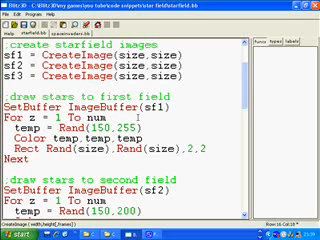 Blitz3D - C:\Blitz3D\my games\you tube\code snippets\star field\starfield.bb
File Edit Program Help
Help starfield.bb spaceinvaders.bb
funcs types labels
;create starfield images
sf1 = CreateImage(size,size)
sf2 = CreateImage(size,size)
sf3 = CreateImage(size,size)
;draw stars to first field
SetBuffer ImageBuffer(sf1)
For z = 1 To num
temp = Rand(150,255)
Color temp,temp,temp
Rect Rand(size),Rand(size),2,2
Next
;draw stars to second field
SetBuffer ImageBuffer(sf2)
For z = 1 To num
temp = Rand(150,200)
CreateImage ( width,height[,frames] )
start